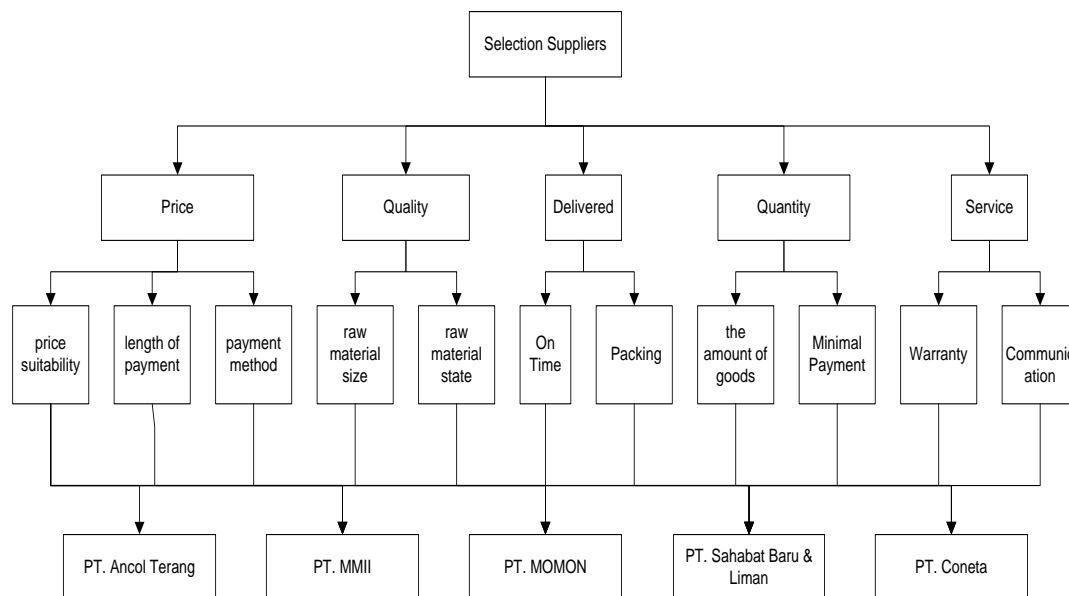 Selection Suppliers
Price
Quality
Delivered
Quantity
Service
price
suitability
length of
payment
payment
method
raw
material
size
raw
material
state
On
Time
Packing
the
amount of
goods
Minimal
Payment
Warranty
Communic
ation
PT. Ancol Terang
PT. MMII
PT. MOMON
PT. Sahabat Baru &
Liman
PT. Coneta